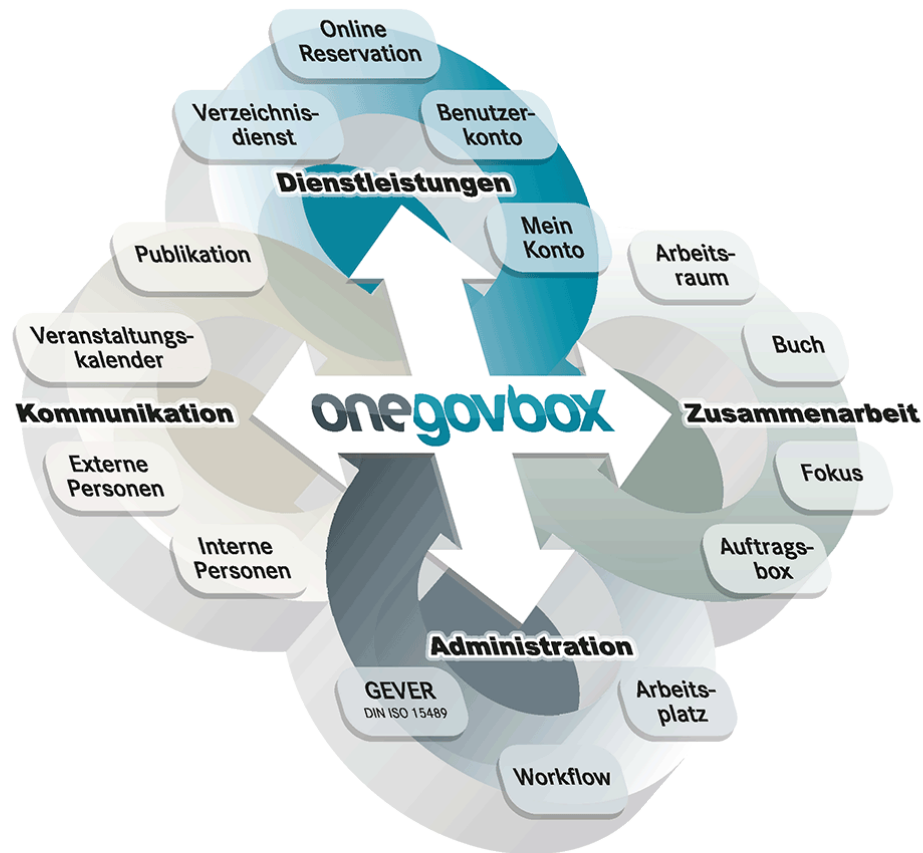 Online
Reservation
Verzeichnis-
dienst
Benutzer-
konto
Dienstleistungen
Mein
Konto
Publikation
Arbeits-
raum
Veranstaltungs-
kalender
Buch
Kommunikation
onegovbox
Zusammenarbeit
Externe
Personen
Fokus
Interne
Personen
Auftrags-
box
Administration
GEVER
DIN ISO 15489
Arbeits-
platz
Workflow